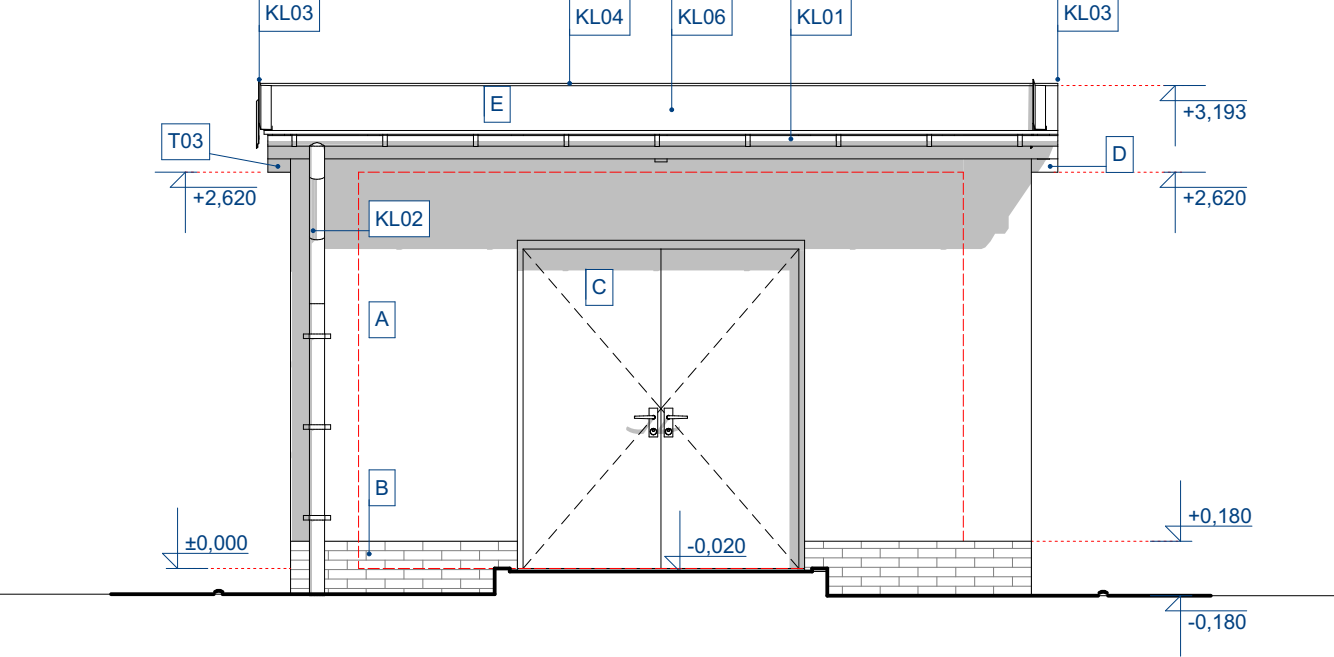 KL03
KL04
KL06
KL01
KL03
E
+3,193
T03
D
+2,620
+2,620
KL02
C
A
B
+0,180
±0,000
-0,020
-0,180